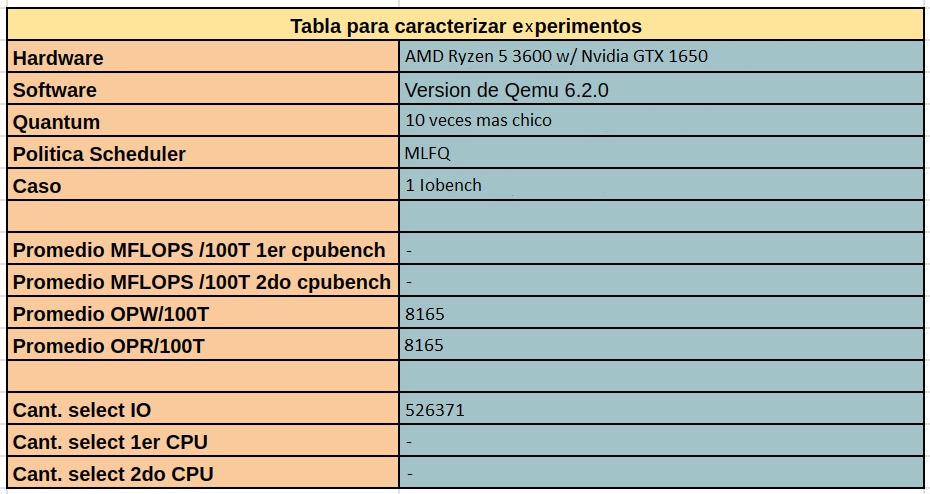 Tabla para caracterizar experimentos
Hardware AMD Ryzen 5 3600 w/ Nvidia GTX 1650
Software Version de Qemu 6.2.0
Quantum 10 veces mas chico
Politica Scheduler MLFQ
Caso 1 Iobench
Promedio MFLOPS /100T 1er cpubench -
Promedio MFLOPS /100T 2do cpubench -
Promedio OPW/100T 8165
Promedio OPR/100T 8165
Cant. select IO 526371
Cant. select 1er CPU -
Cant. select 2do CPU -